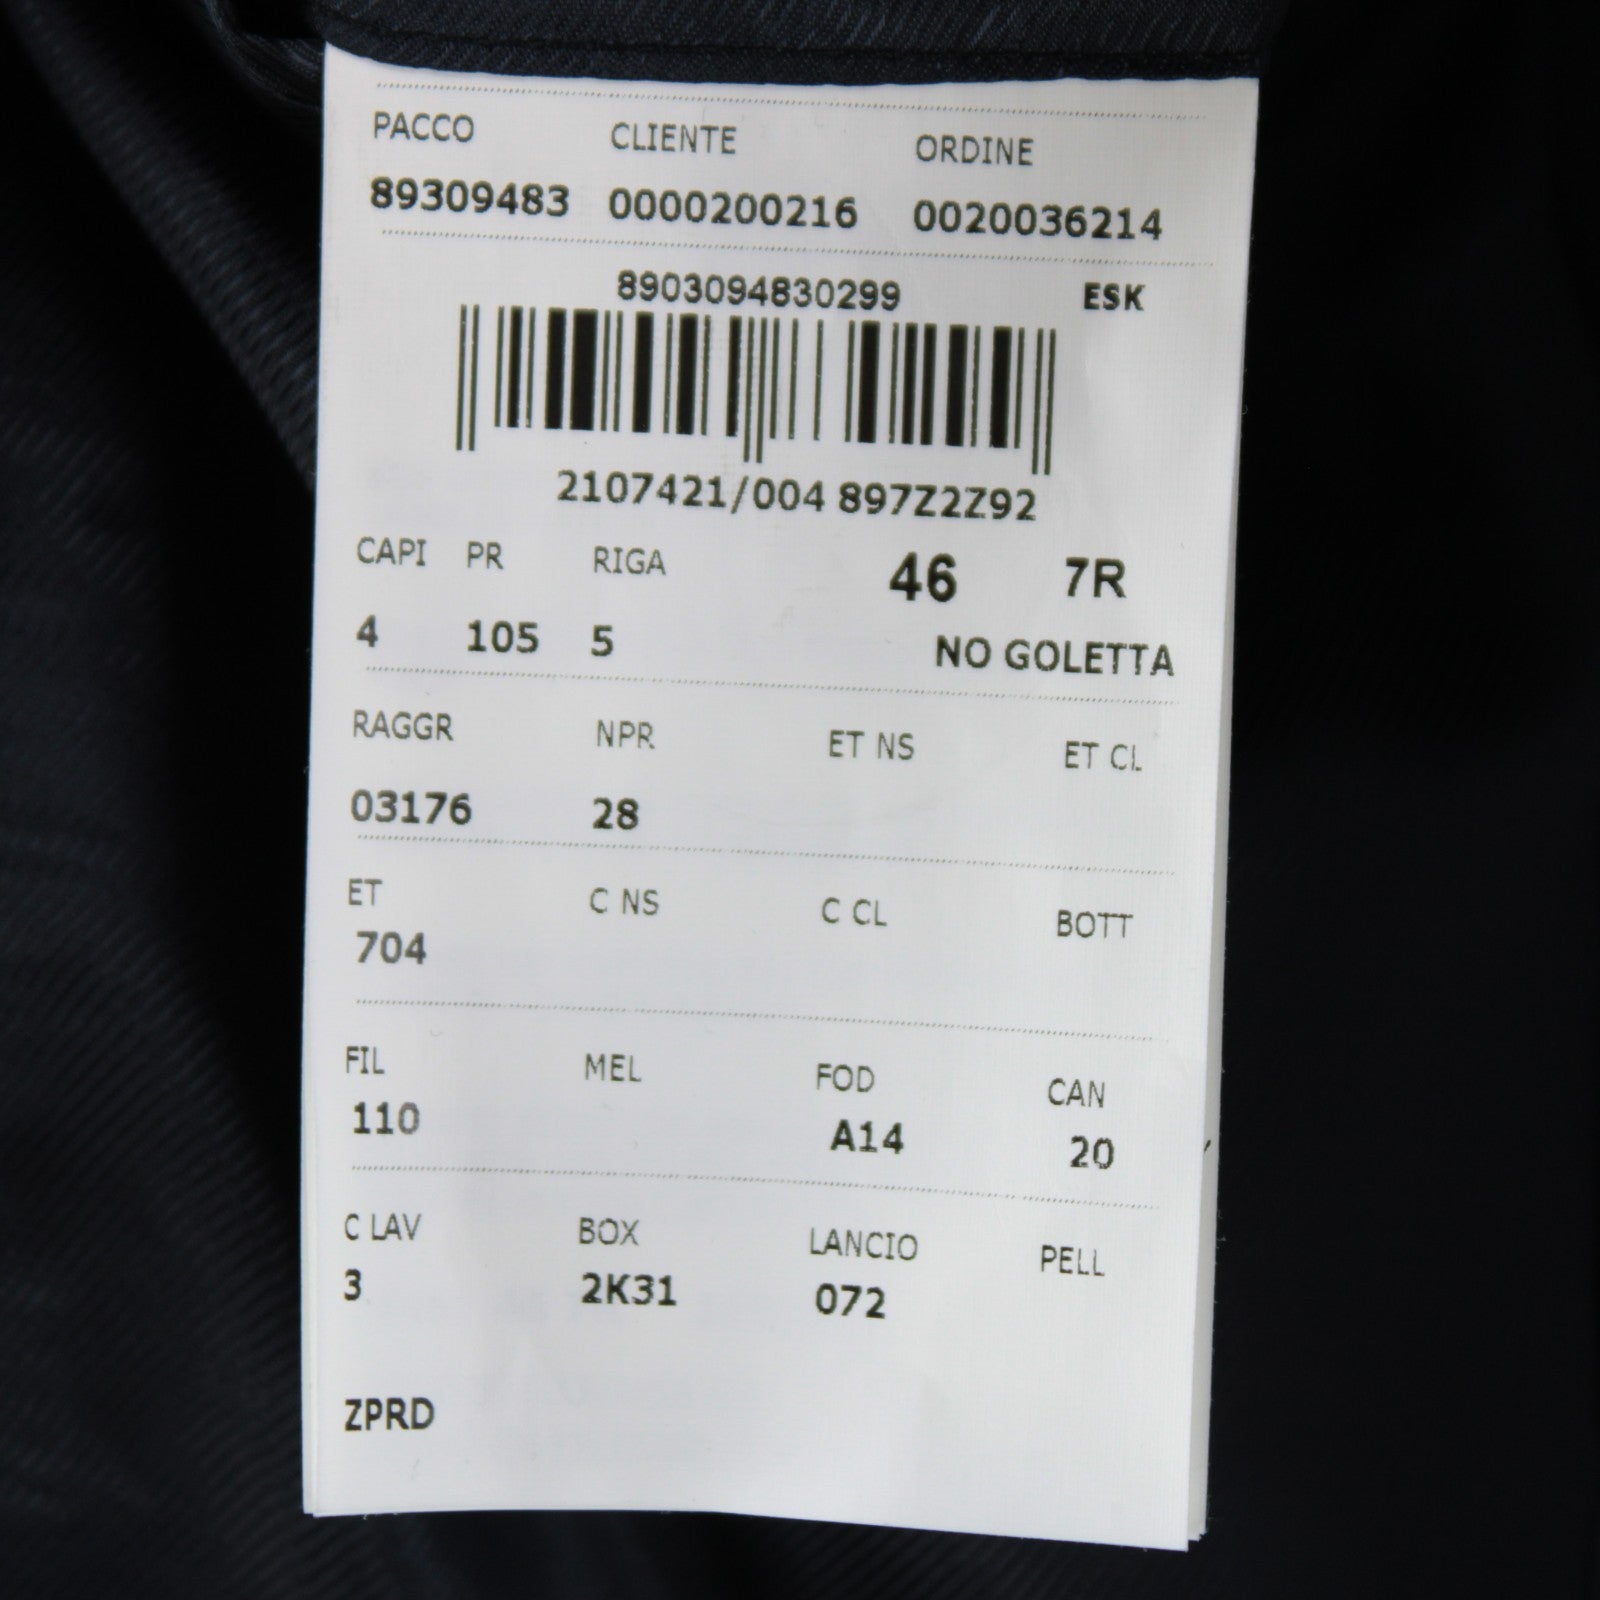 PACCO CLIENTE ORDINE
89309483 0000200216 0020036214
8903094830299 ESK
2107421/004 897Z2Z92
CAPI PR RIGA 46 7R
4 105 5 NO GOLETTA
RAGGR NPR ET NS ET CL
03176 28
ET C NS C CL BOTT
704
FIL MEL FOD CAN
110 A14 20
C LAV BOX LANCIO PELL
3 2K31 072
ZPRD